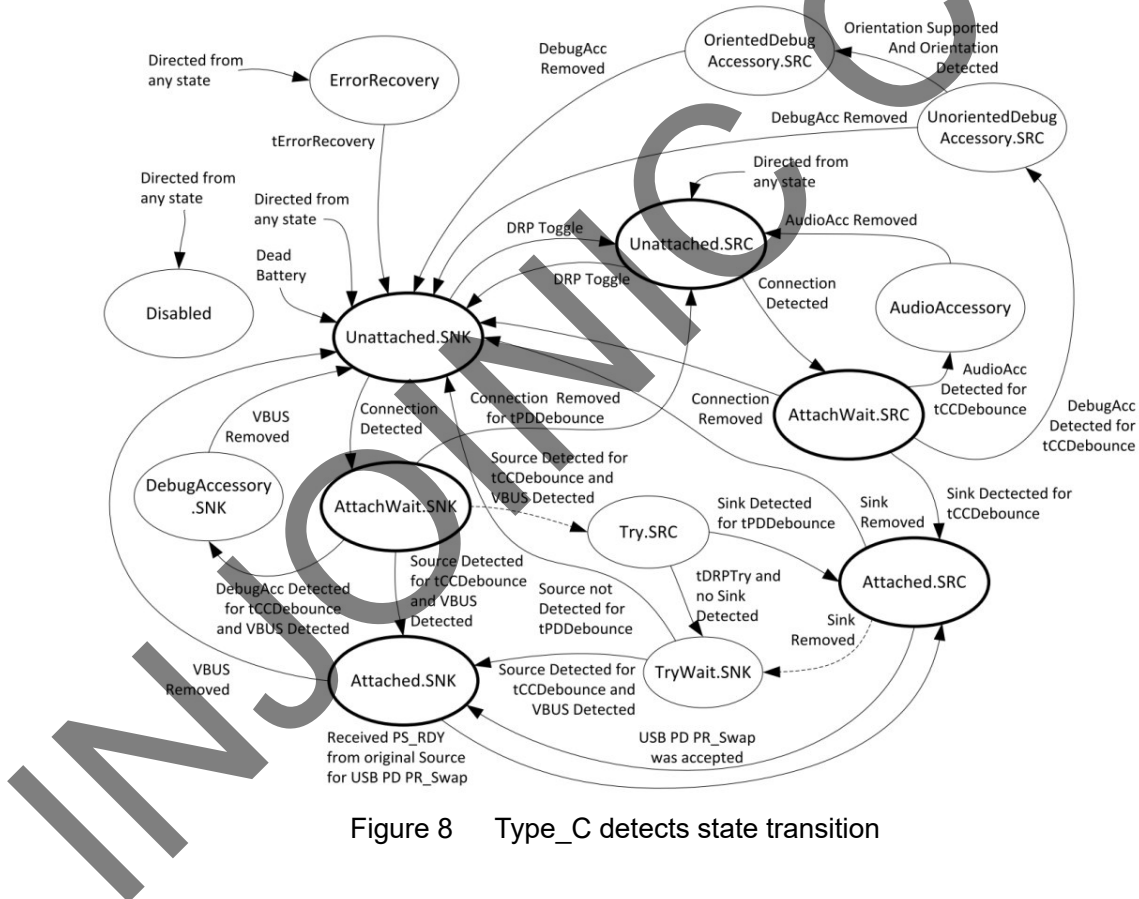 OrientedDebug
Accessory.SRC
Orientation Supported
And Orientation
Detected
DebugAcc
Removed
Directed from
any state
ErrorRecovery
DebugAcc Removed
UnorientedDebug
Accessory.SRC
tErrorRecovery
Directed from
any state
Directed from
any state
Directed from
any state
DRP Toggle
Unattached.SRC
AudioAcc Removed
Dead
Battery
DRP Toggle
Connection
Detected
Disabled
AudioAccessory
Unattached.SNK
AudioAcc
Detected for
tCCDebounce
Connection
Removed
AttachWait.SRC
DebugAcc
Detected for
tCCDebounce
VBUS
Removed
Connection
Detected
Connection Removed
for tPDDebounce
Source Detected for
tCCDebounce and
VBUS Detected
DebugAccessory
.SNK
AttachWait.SNK
Try.SRC
Sink Detected
for tPDDebounce
Sink
Removed
Sink Dectected for
tCCDebounce
DebugAcc Detected
for tCCDebounce
and VBUS Detected
Source Detected
for tCCDebounce
and VBUS
Detected
Source not
Detected for
tPDDebounce
tDRPTry and
no Sink
Detected
Attached.SRC
Sink
Removed
VBUS
Removed
Attached.SNK
Source Detected for
tCCDebounce and
VBUS Detected
TryWait.SNK
Received PS_RDY
from original Source
for USB PD PR_Swap
USB PD PR_Swap
was accepted
Figure 8 Type_C detects state transition
INJOINIC C